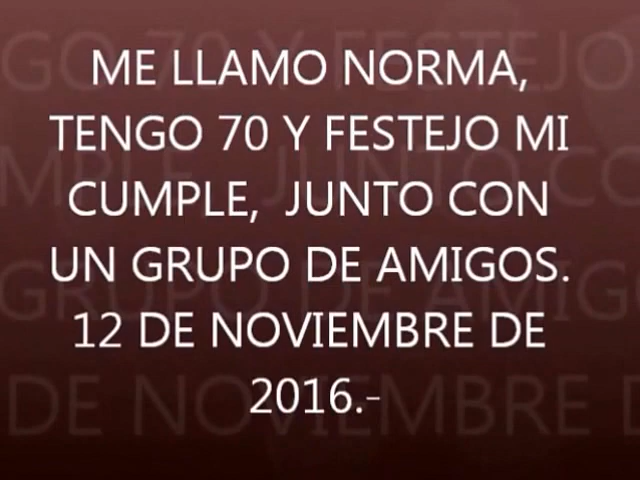 ME LLAMO NORMA,
TENGO 70 Y FESTEJO MI
CUMPLE, JUNTO CON
UN GRUPO DE AMIGOS.
12 DE NOVIEMBRE DE
2016.-